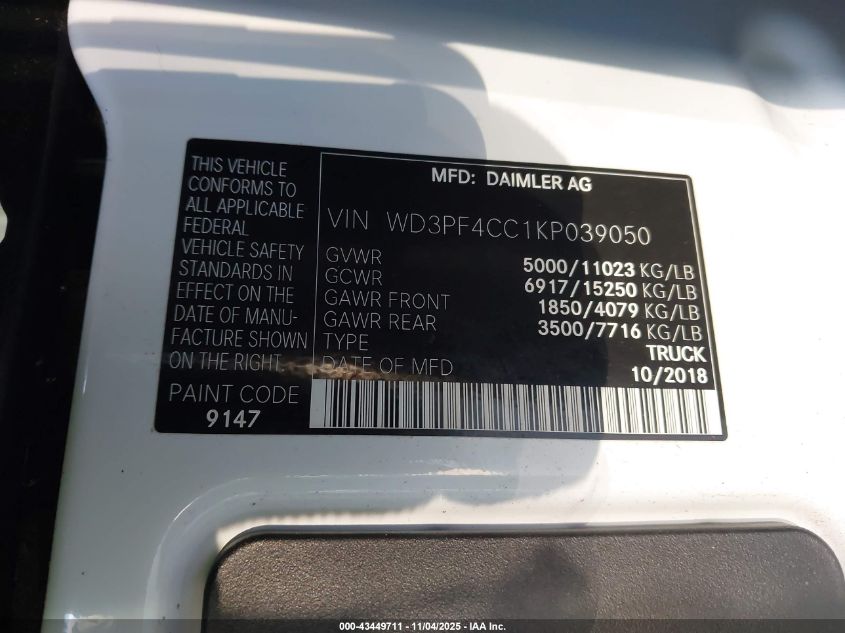 THIS VEHICLE
CONFORMS TO
ALL APPLICABLE
FEDERAL
VEHICLE SAFETY
STANDARDS IN
EFFECT ON THE
DATE OF MANU-
FACTURE SHOWN
ON THE RIGHT.
PAINT CODE
9147
MFD: DAIMLER AG
VIN WD3PF4CC1KP039050
GVWR 5000/11023 KG/LB
GCWR 6917/15250 KG/LB
GAWR FRONT 1850/4079 KG/LB
GAWR REAR 3500/7716 KG/LB
TYPE TRUCK
DATE OF MFD 10/2018
000-43449711 - 11/04/2025 - IAA Inc.